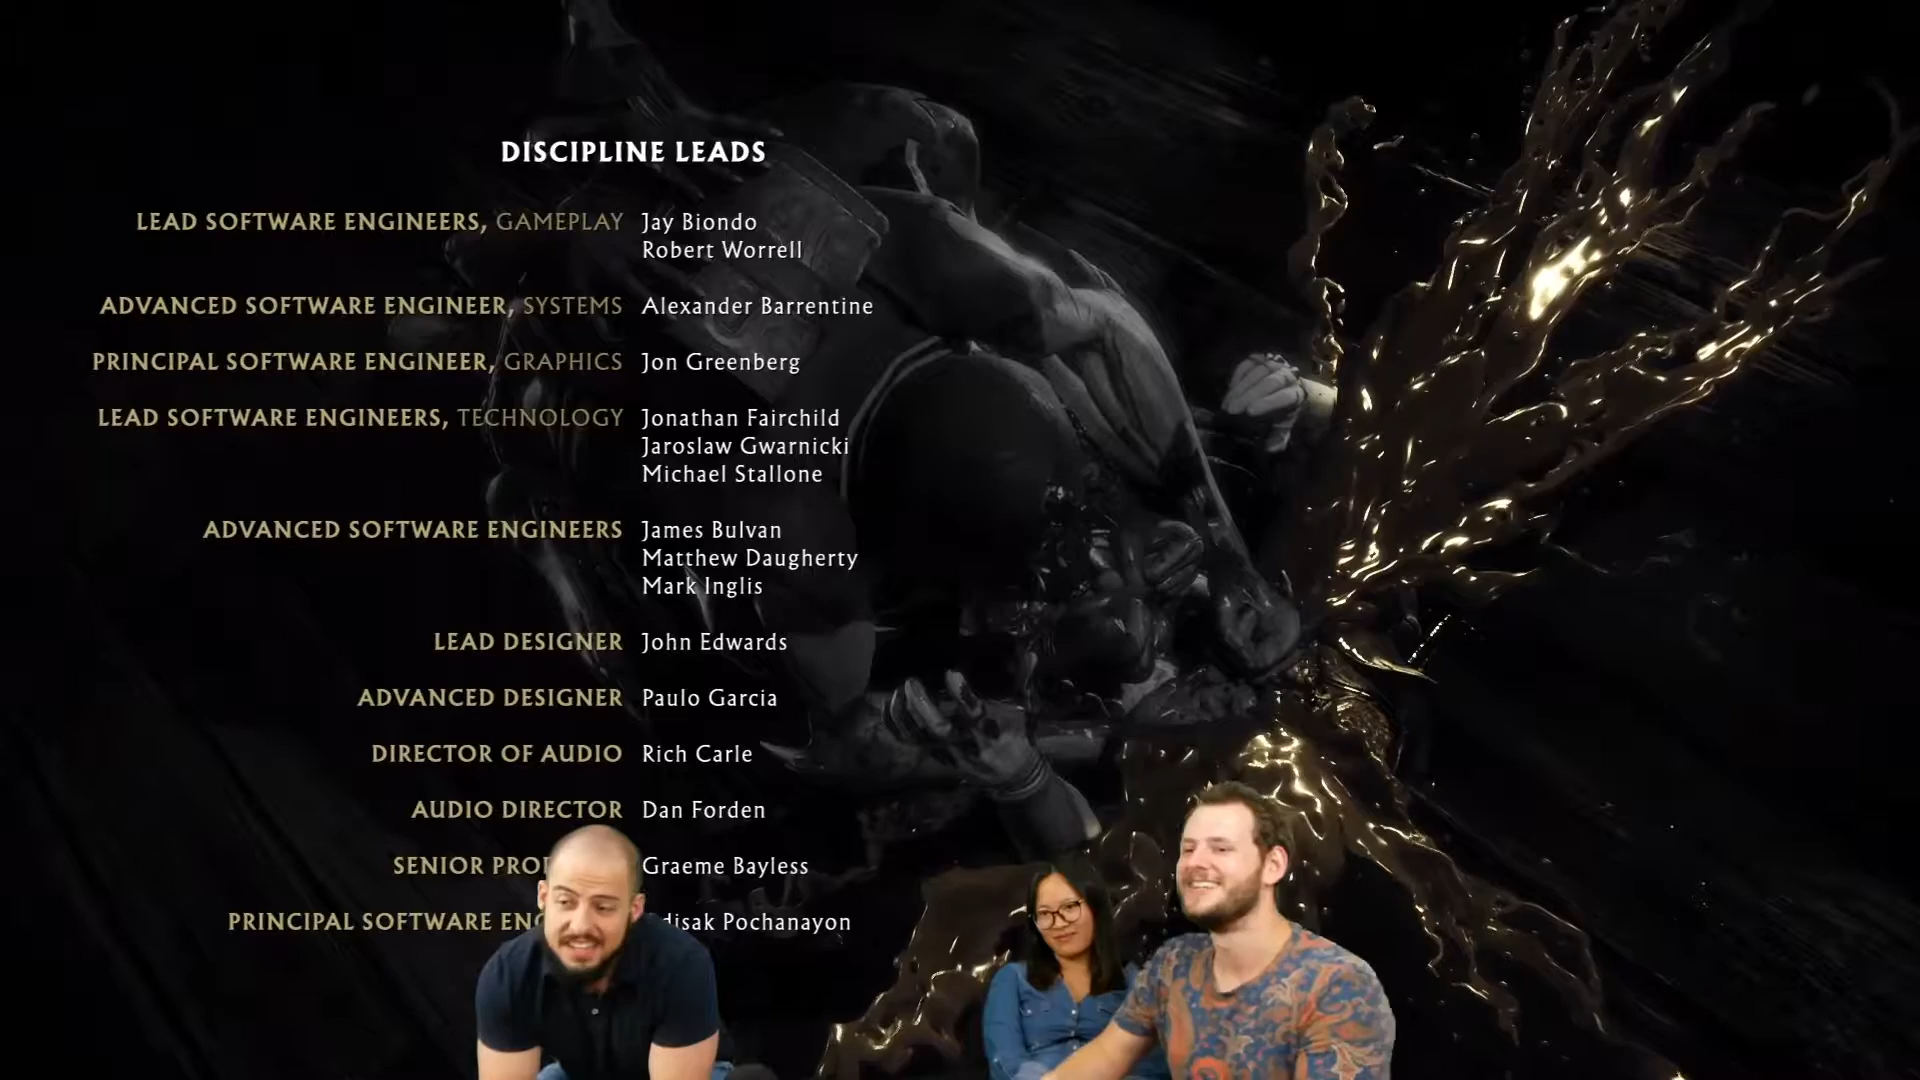 DISCIPLINE LEADS
LEAD SOFTWARE ENGINEERS, GAMEPLAY Jay Biondo
Robert Worrell
ADVANCED SOFTWARE ENGINEER, SYSTEMS Alexander Barrentine
PRINCIPAL SOFTWARE ENGINEER, GRAPHICS Jon Greenberg
LEAD SOFTWARE ENGINEERS, TECHNOLOGY Jonathan Fairchild
Jaroslaw Gwarnicki
Michael Stallone
ADVANCED SOFTWARE ENGINEERS James Bulvan
Matthew Daugherty
Mark Inglis
LEAD DESIGNER John Edwards
ADVANCED DESIGNER Paulo Garcia
DIRECTOR OF AUDIO Rich Carle
AUDIO DIRECTOR Dan Forden
SENIOR Graeme Bayless
PRINCIPAL SOFTWARE Pochanayon